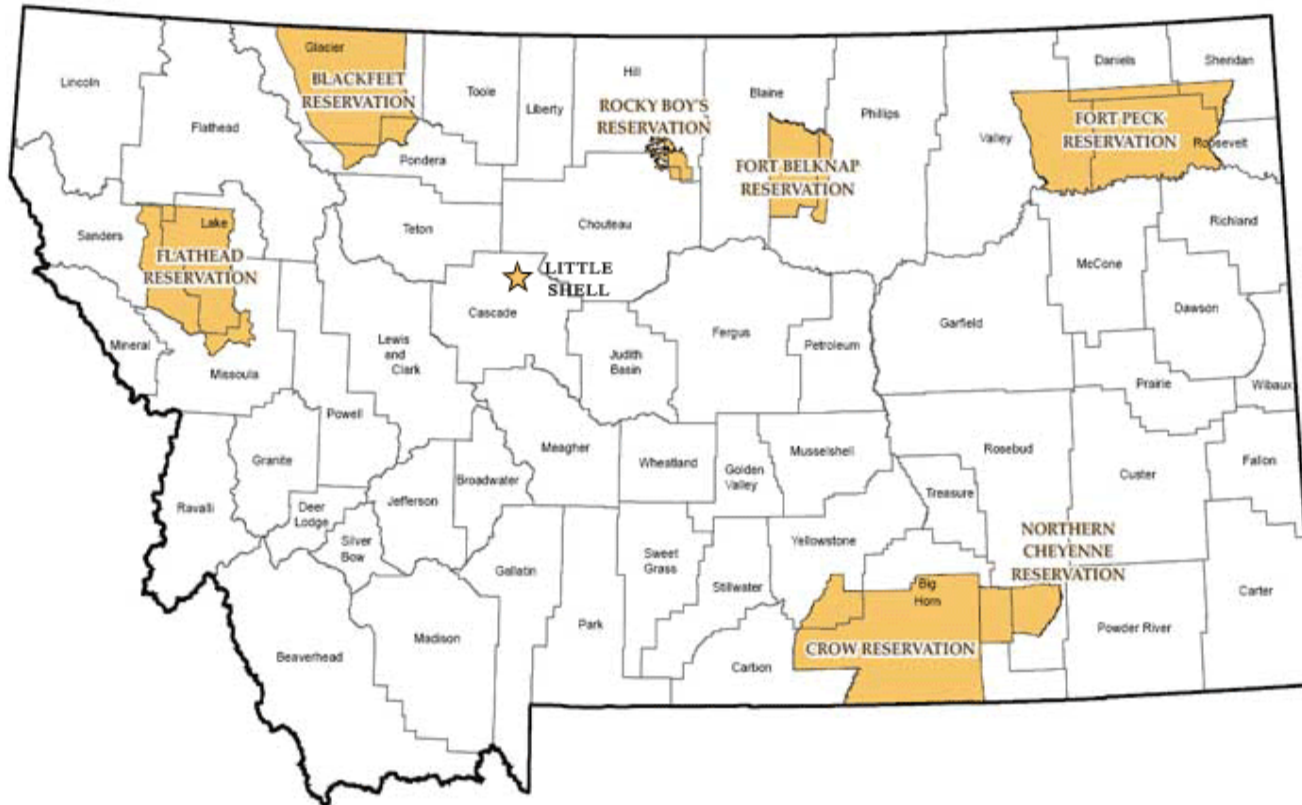 Lincoln
Flathead
Glacier
BLACKFEET
RESERVATION
Toole
Liberty
Hill
ROCKY BOY'S
RESERVATION
Blaine
Phillips
FORT BELKNAP
RESERVATION
Valley
Daniels
Sheridan
FORT PECK
RESERVATION
Roosevelt
Pondera
Teton
Chouteau
Richland
Sanders
Lake
FLATHEAD
RESERVATION
LITTLE
SHELL
Cascade
McCone
Dawson
Garfield
Fergus
Petroleum
Judith
Basin
Lewis
and
Clark
Mineral
Missoula
Prairie
Wibaux
Powell
Granite
Meagher
Wheatland
Golden
Valley
Musselshell
Rosebud
Treasure
Custer
Fallon
Ravalli
Deer
Lodge
Jefferson
Broadwater
Silver
Bow
Gallatin
Sweet
Grass
Stillwater
Yellowstone
NORTHERN
CHEYENNE
RESERVATION
Big
Horn
Carter
Powder River
Beaverhead
Madison
Park
Carbon
CROW RESERVATION